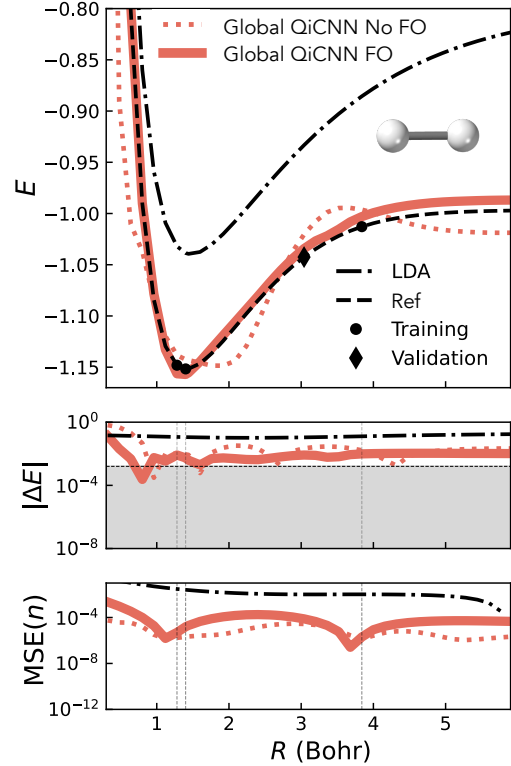 Global QiCNN No FO
Global QiCNN FO
−0.80
−0.85
−0.90
−0.95
−1.00
−1.05
−1.10
−1.15
E
LDA
Ref
Training
Validation
10⁰
10⁻⁴
10⁻⁸
|ΔE|
10⁻⁴
10⁻⁸
10⁻¹²
MSE(n)
1 2 3 4 5
R (Bohr)